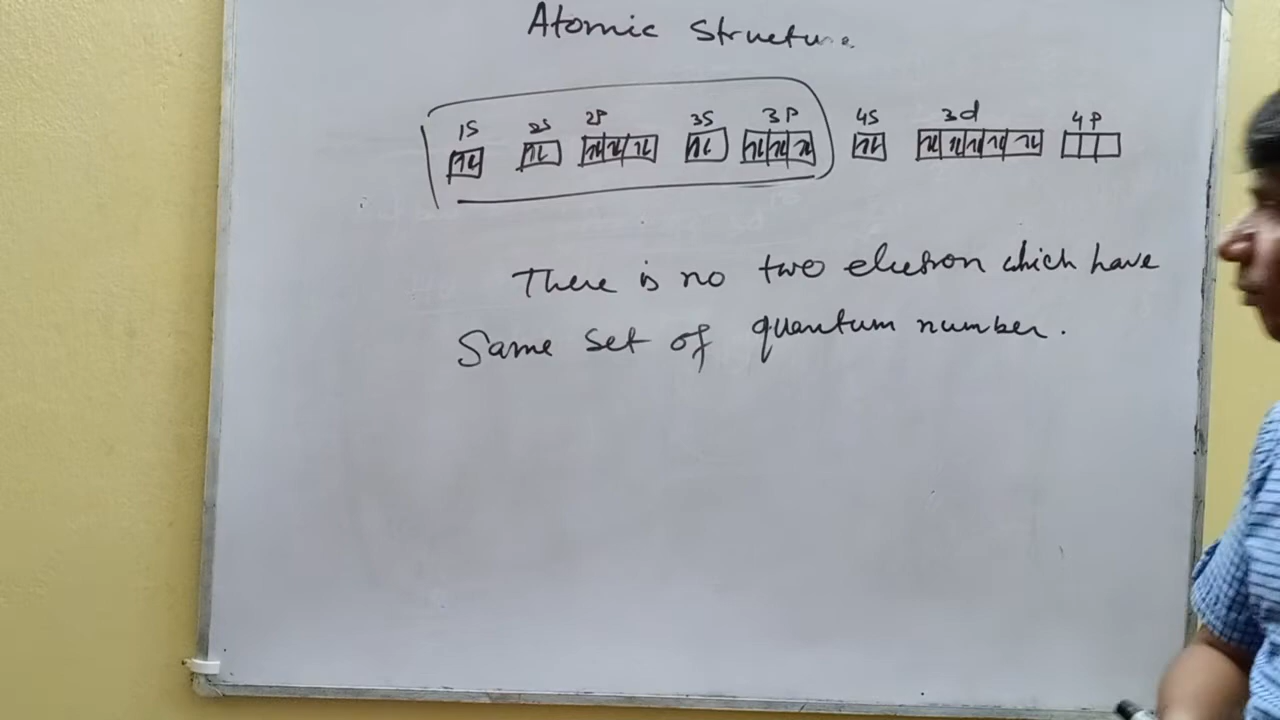 Atomic Structure
1S 2S 2P 3S 3P 4S 3d 4P
There is no two electron which have
Same set of quantum number.